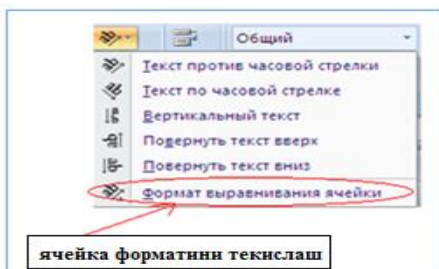 Общий
Текст против часовой стрелки
Текст по часовой стрелке
Вертикальный текст
Повернуть текст вверх
Повернуть текст вниз
Формат выравнивания ячейки
ячейка форматини текислаш